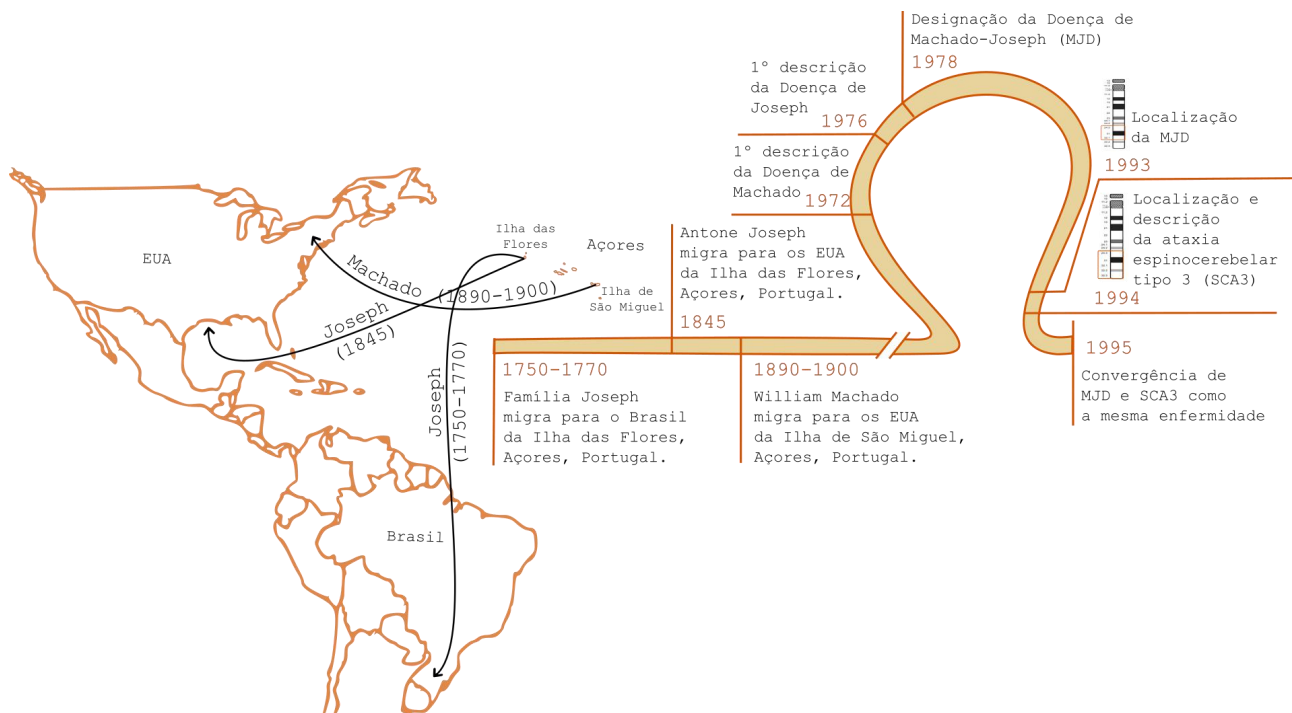 EUA
Brasil
Ilha das
Flores
Açores
Ilha de
São Miguel
Machado (1890-1900)
Joseph
(1845)
Joseph
(1750-1770)
1750-1770
Família Joseph
migra para o Brasil
da Ilha das Flores,
Açores, Portugal.
Antone Joseph
migra para os EUA
da Ilha das Flores,
Açores, Portugal.
1845
1890-1900
William Machado
migra para os EUA
da Ilha de São Miguel,
Açores, Portugal.
1º descrição
da Doença de
Machado
1972
1º descrição
da Doença de
Joseph
1976
Designação da Doença de
Machado-Joseph (MJD)
1978
Localização
da MJD
1993
Localização e
descrição
da ataxia
espinocerebelar
tipo 3 (SCA3)
1994
1995
Convergência de
MJD e SCA3 como
a mesma enfermidade